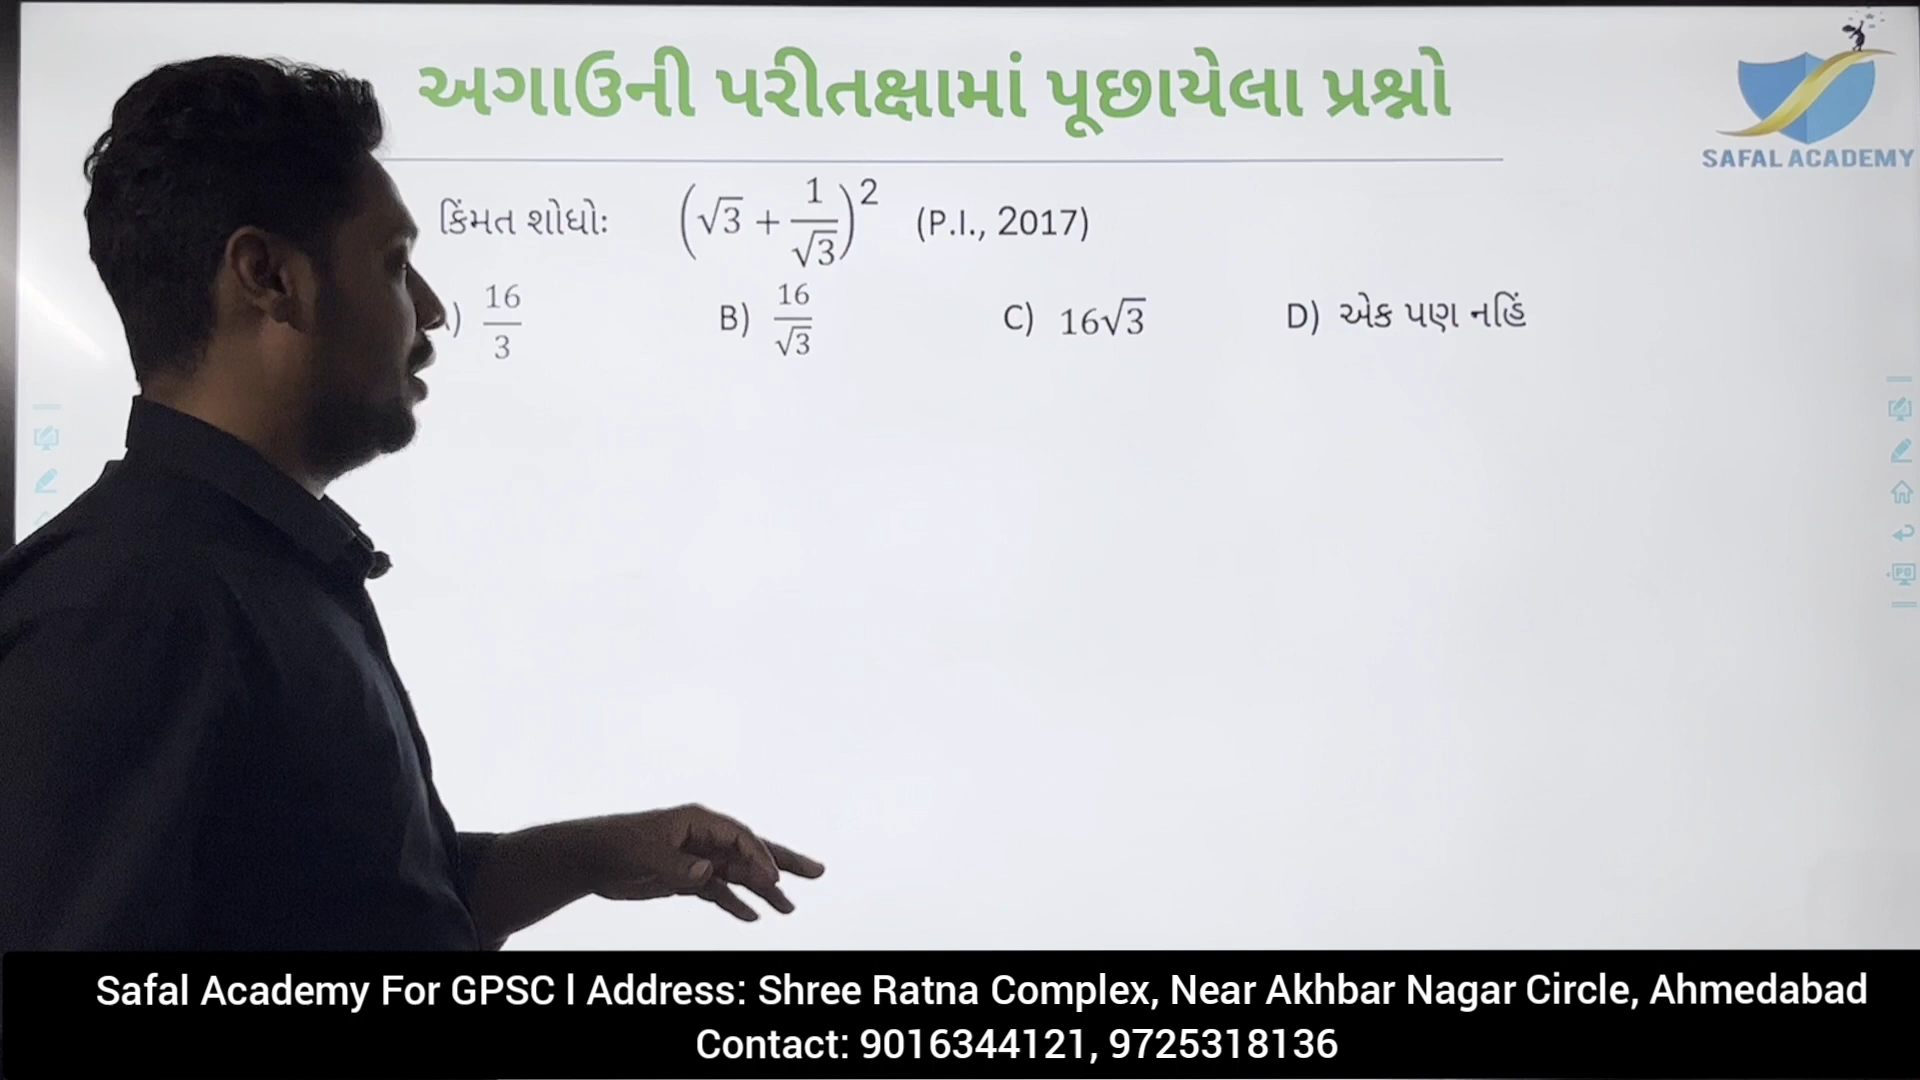 અગાઉની પરીતક્ષામાં પૂછાયેલા પ્રશ્નો
SAFAL ACADEMY
કિંમત શોધોઃ (√3 + 1/√3)² (P.I., 2017)
) 16/3 B) 16/√3 C) 16√3 D) એક પણ નહિં
PG
Safal Academy For GPSC l Address: Shree Ratna Complex, Near Akhbar Nagar Circle, Ahmedabad
Contact: 9016344121, 9725318136